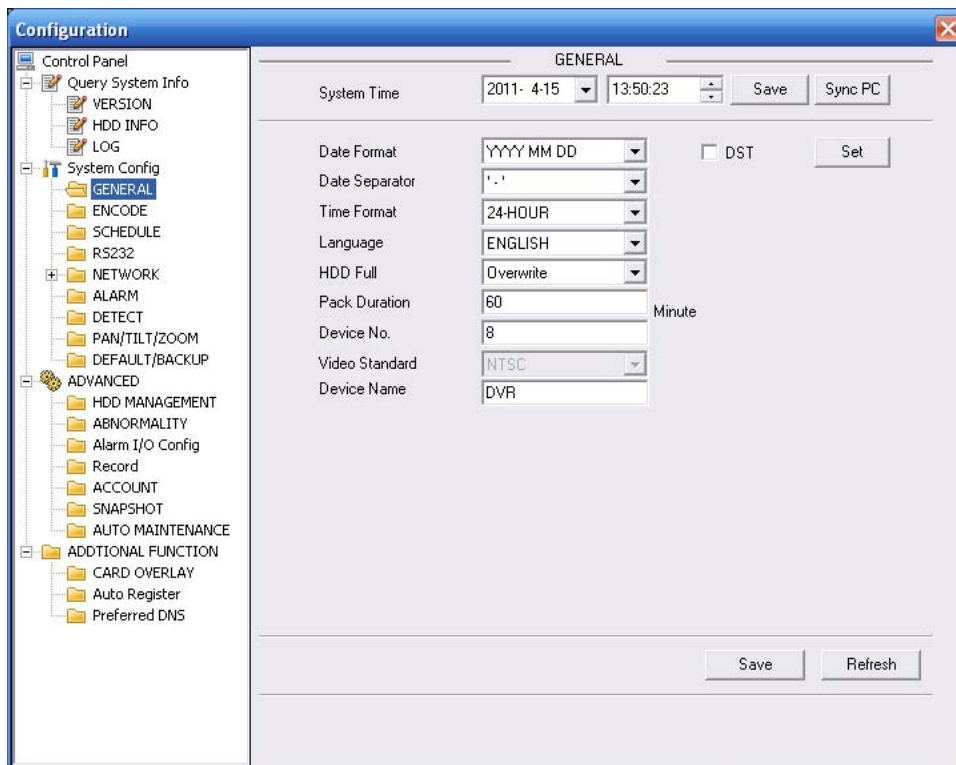 Configuration
Control Panel
Query System Info
VERSION
HDD INFO
LOG
System Config
GENERAL
ENCODE
SCHEDULE
RS232
NETWORK
ALARM
DETECT
PAN/TILT/ZOOM
DEFAULT/BACKUP
ADVANCED
HDD MANAGEMENT
ABNORMALITY
Alarm I/O Config
Record
ACCOUNT
SNAPSHOT
AUTO MAINTENANCE
ADDTIONAL FUNCTION
CARD OVERLAY
Auto Register
Preferred DNS
GENERAL
System Time 2011- 4-15 13:50:23 Save Sync PC
Date Format YYYY MM DD DST Set
Date Separator '-'
Time Format 24-HOUR
Language ENGLISH
HDD Full Overwrite
Pack Duration 60 Minute
Device No. 8
Video Standard NTSC
Device Name DVR
Save Refresh